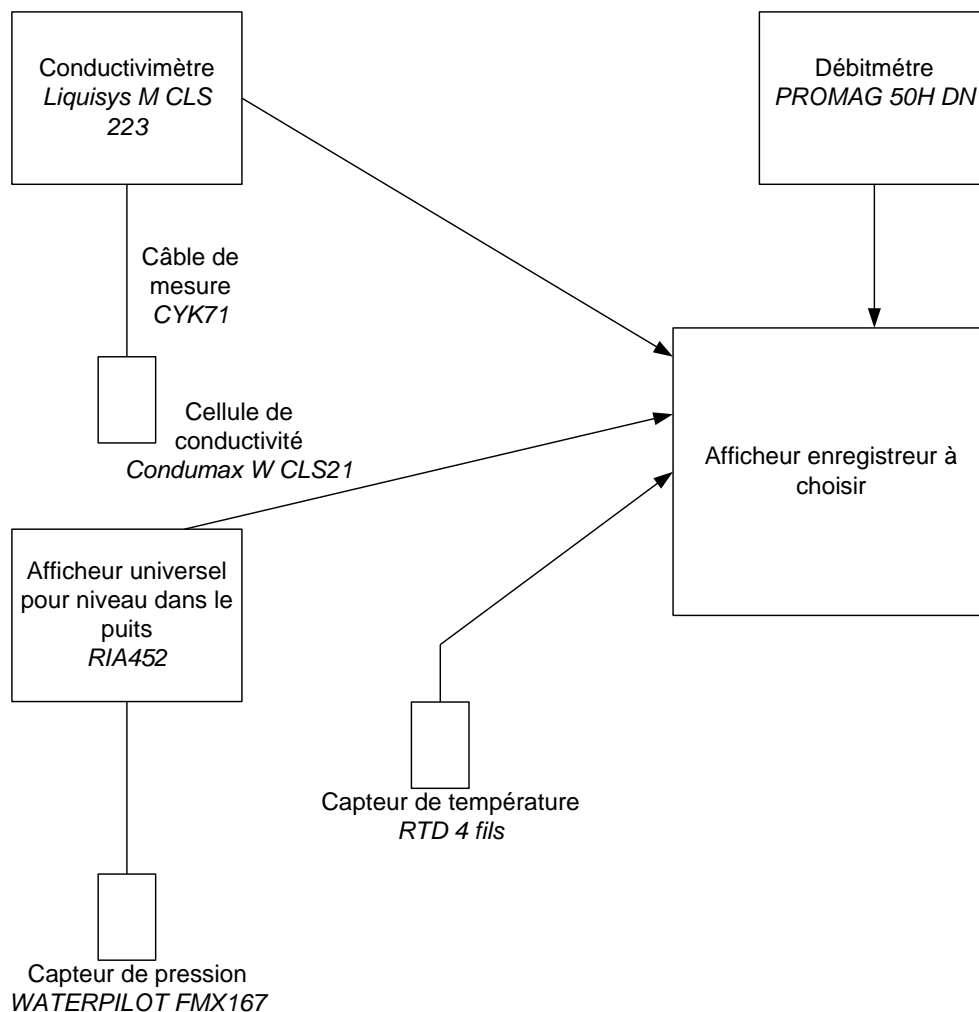 Conductivimètre
Liquisys M CLS
223
Débitmétre
PROMAG 50H DN
Câble de
mesure
CYK71
Cellule de
conductivité
Condumax W CLS21
Afficheur enregistreur à
choisir
Afficheur universel
pour niveau dans le
puits
RIA452
Capteur de température
RTD 4 fils
Capteur de pression
WATERPILOT FMX167